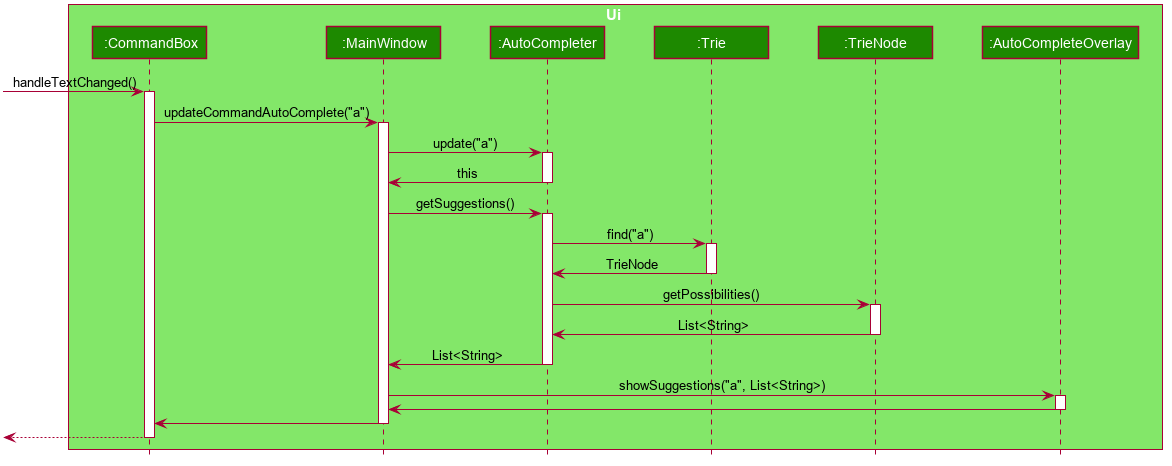 Ui
:CommandBox
:MainWindow
:AutoCompleter
:Trie
:TrieNode
:AutoCompleteOverlay
handleTextChanged()
updateCommandAutoComplete("a")
update("a")
this
getSuggestions()
find("a")
TrieNode
getPossibilities()
List<String>
List<String>
showSuggestions("a", List<String>)